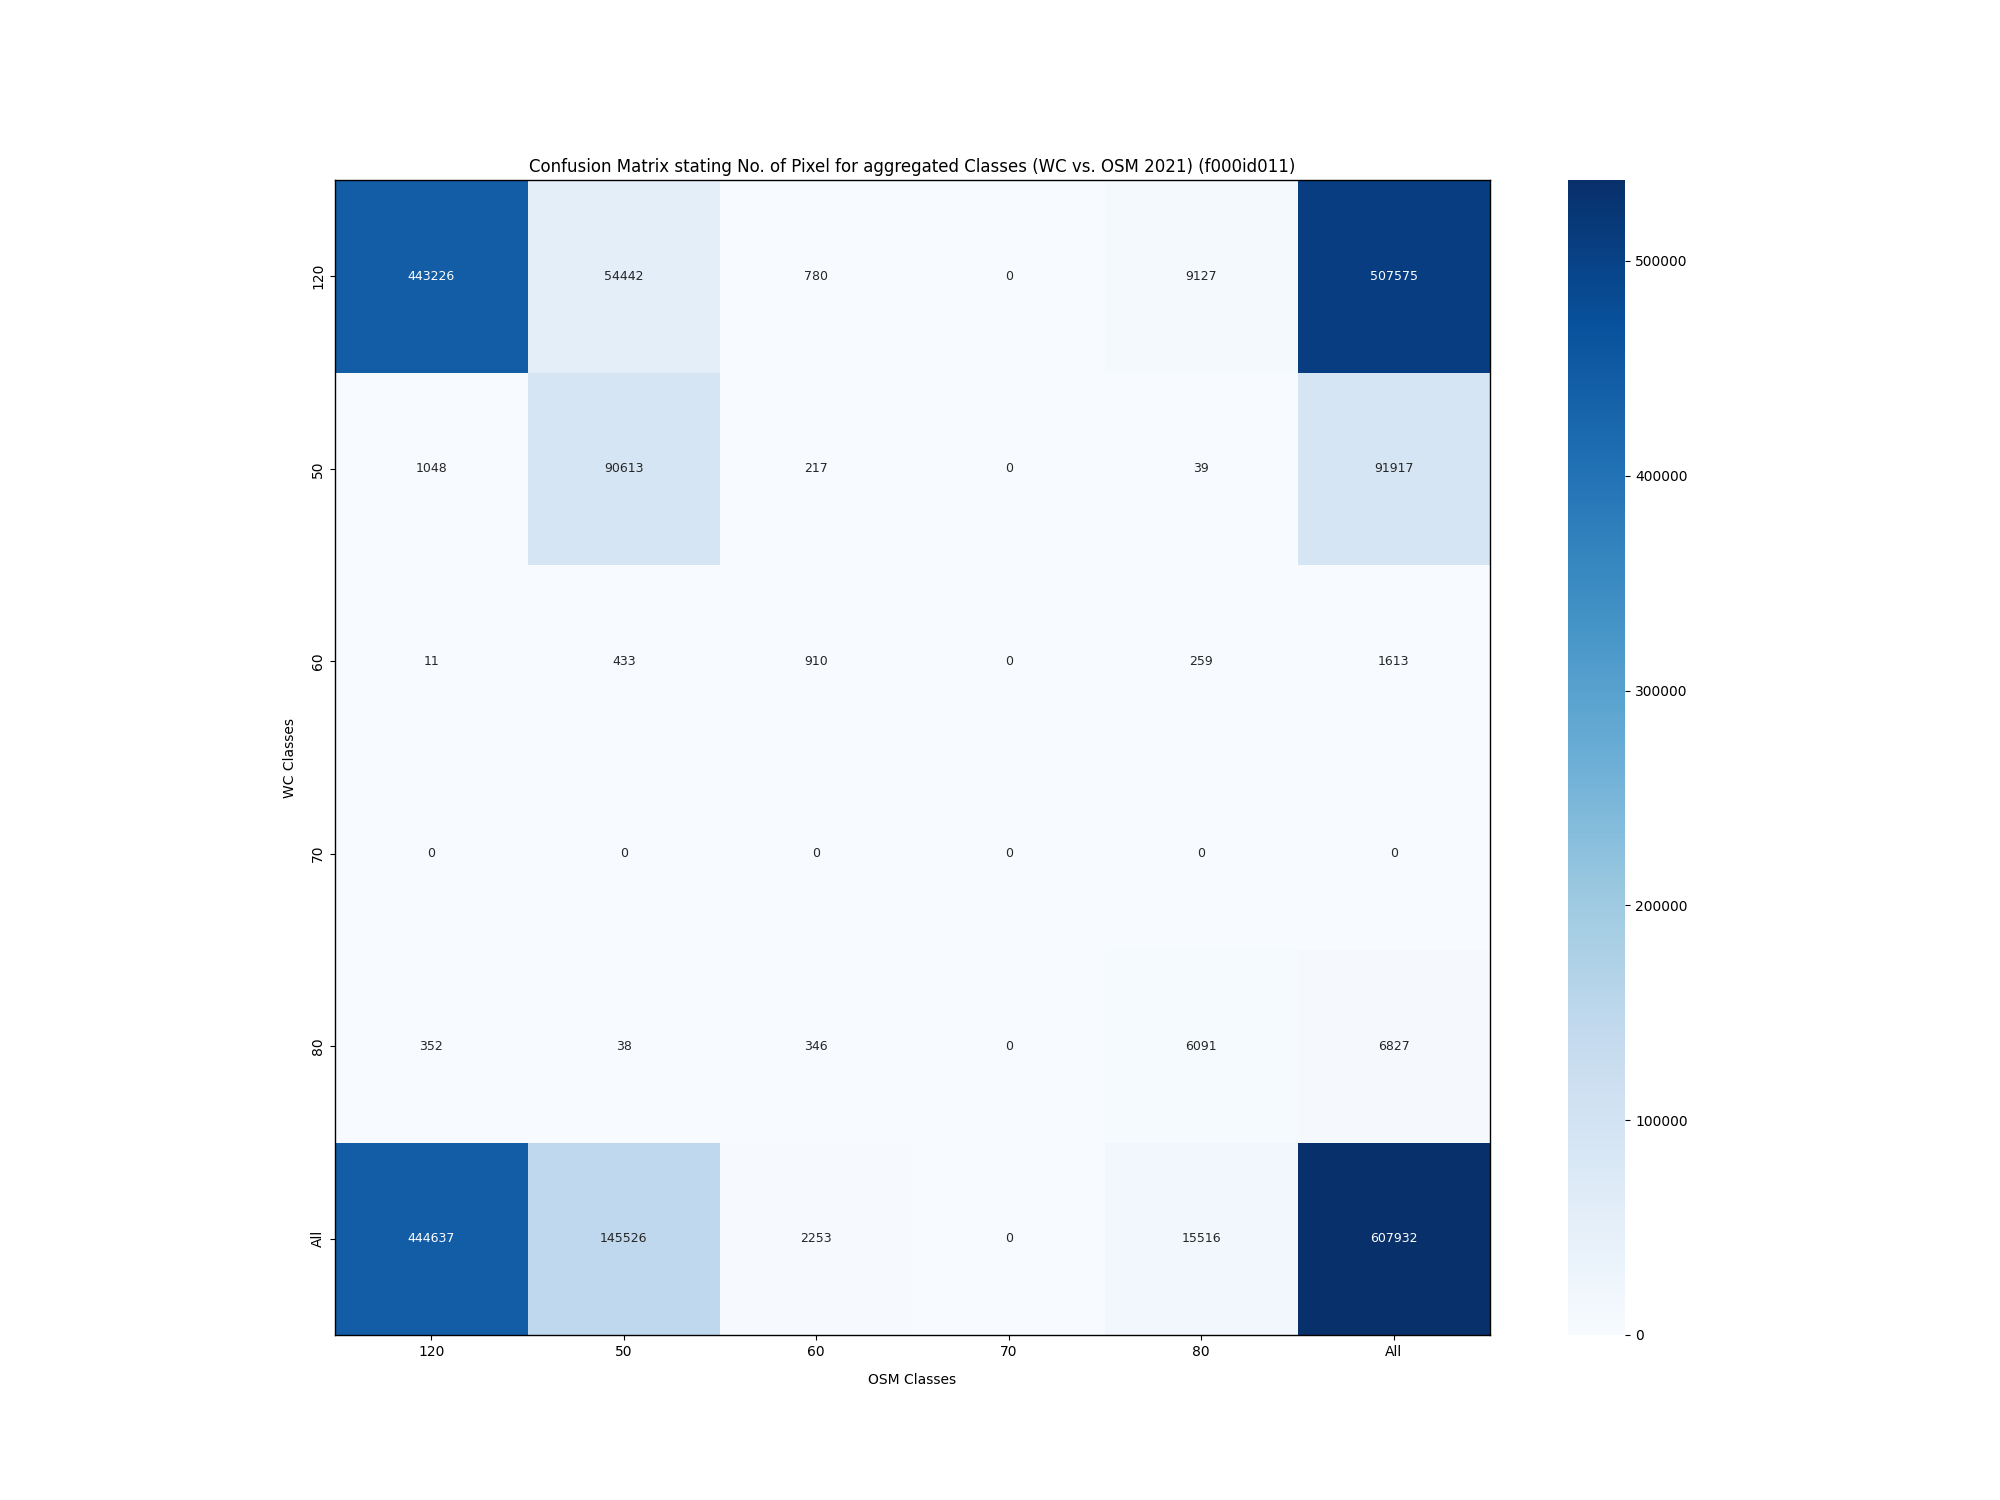 Confusion Matrix stating No. of Pixel for aggregated Classes (WC vs. OSM 2021) (f000id011)
120 443226 54442 780 0 9127 507575
50 1048 90613 217 0 39 91917
60 11 433 910 0 259 1613
70 0 0 0 0 0 0
80 352 38 346 0 6091 6827
All 444637 145526 2253 0 15516 607932
120 50 60 70 80 All
OSM Classes
WC Classes
500000
400000
300000
200000
100000
0